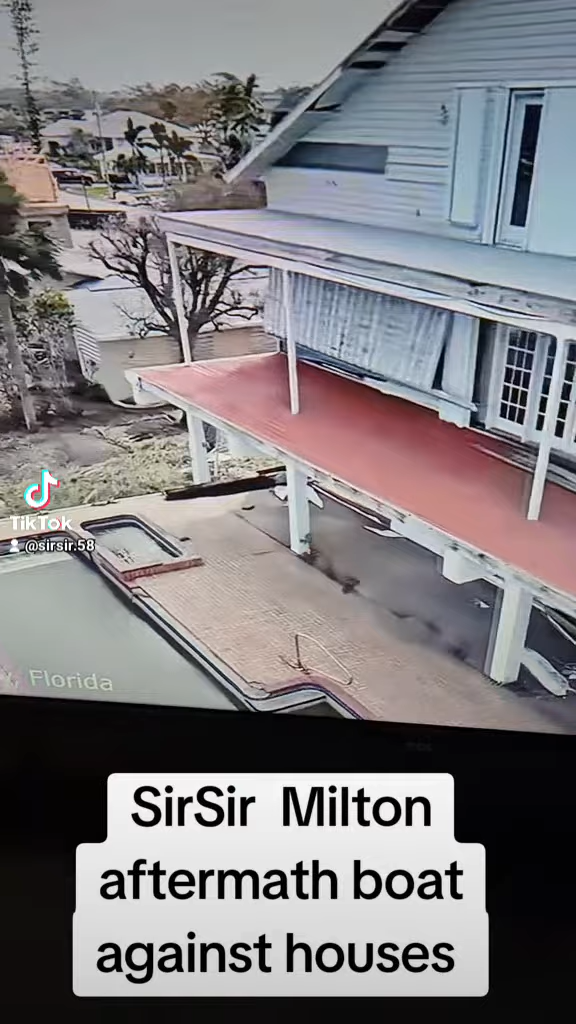 TikTok
@sirsir.58
Florida
SirSir Milton
aftermath boat
against houses